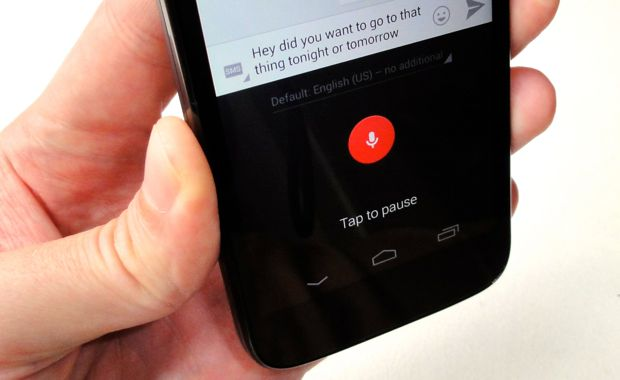 Hey did you want to go to that
thing tonight or tomorrow
SMS
Default: English (US) – no additional
Tap to pause